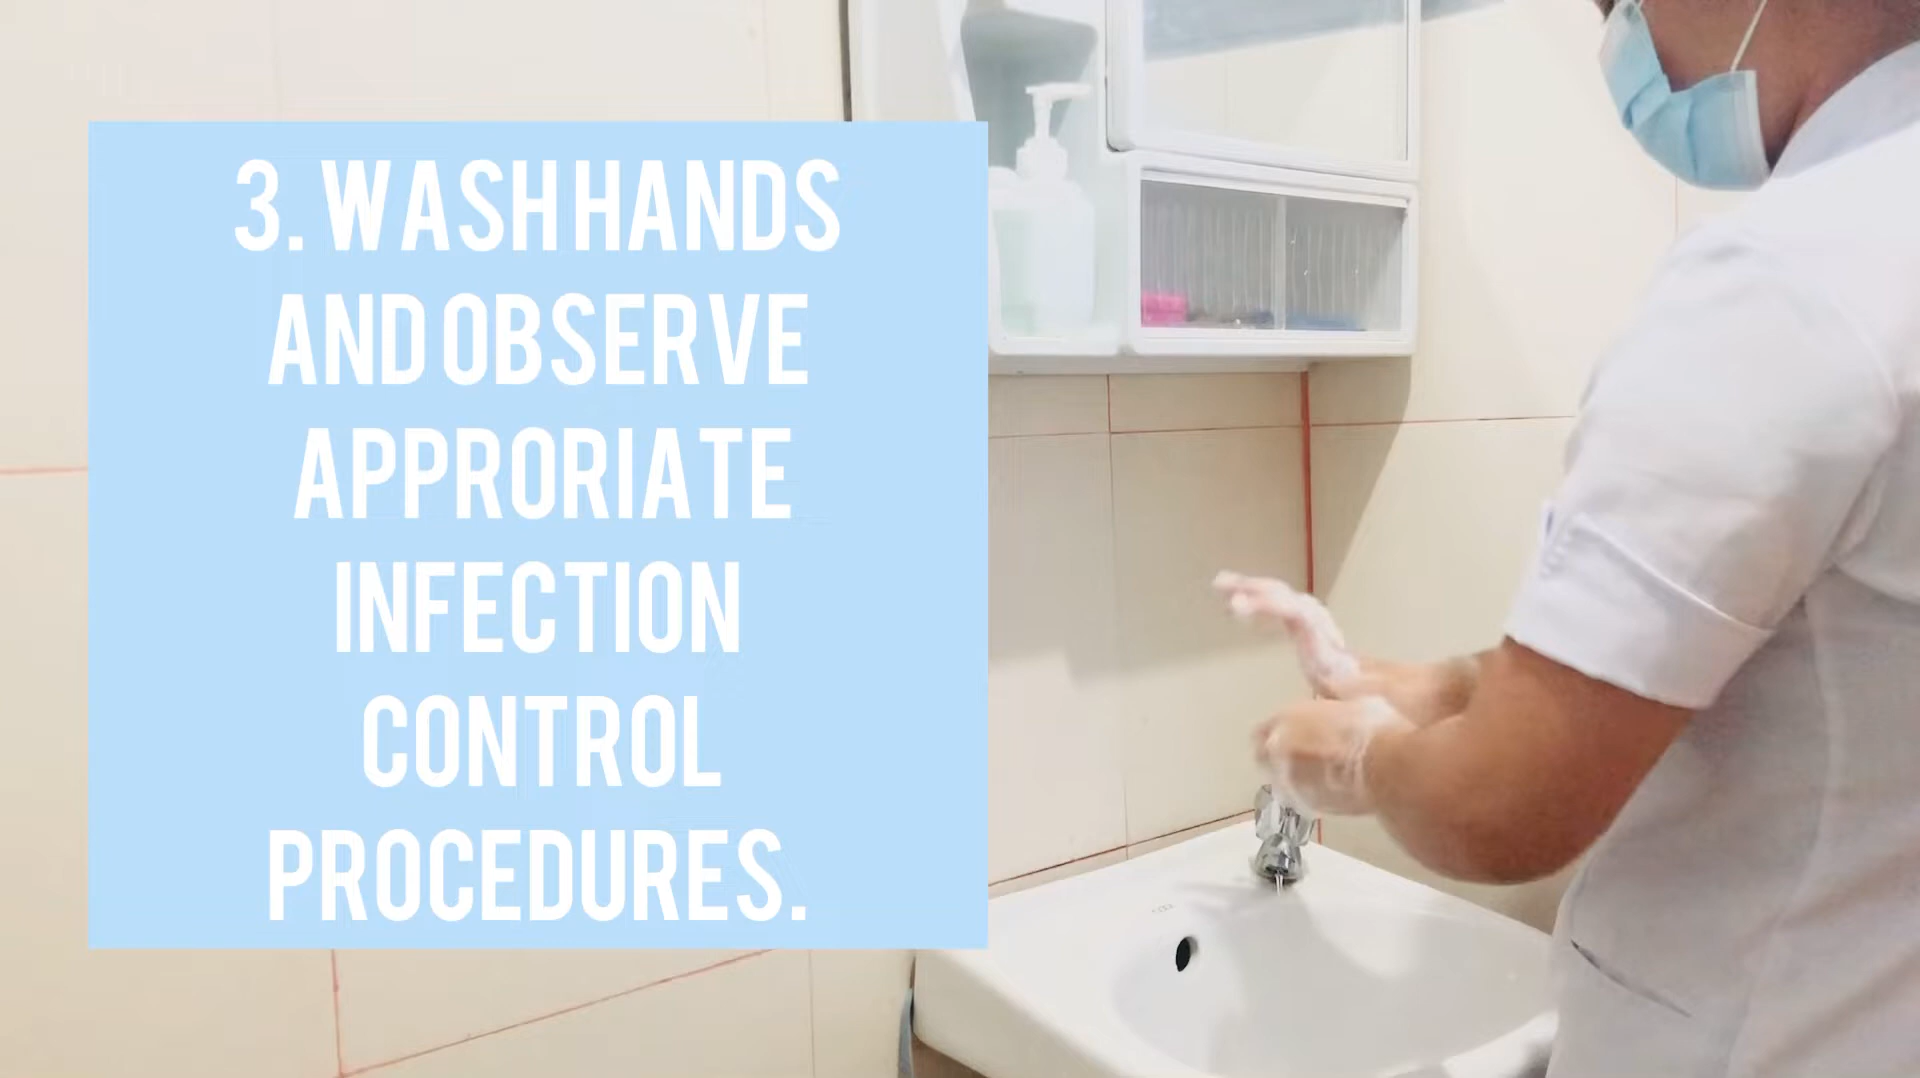 3. WASH HANDS
AND OBSERVE
APPRORIATE
INFECTION
CONTROL
PROCEDURES.